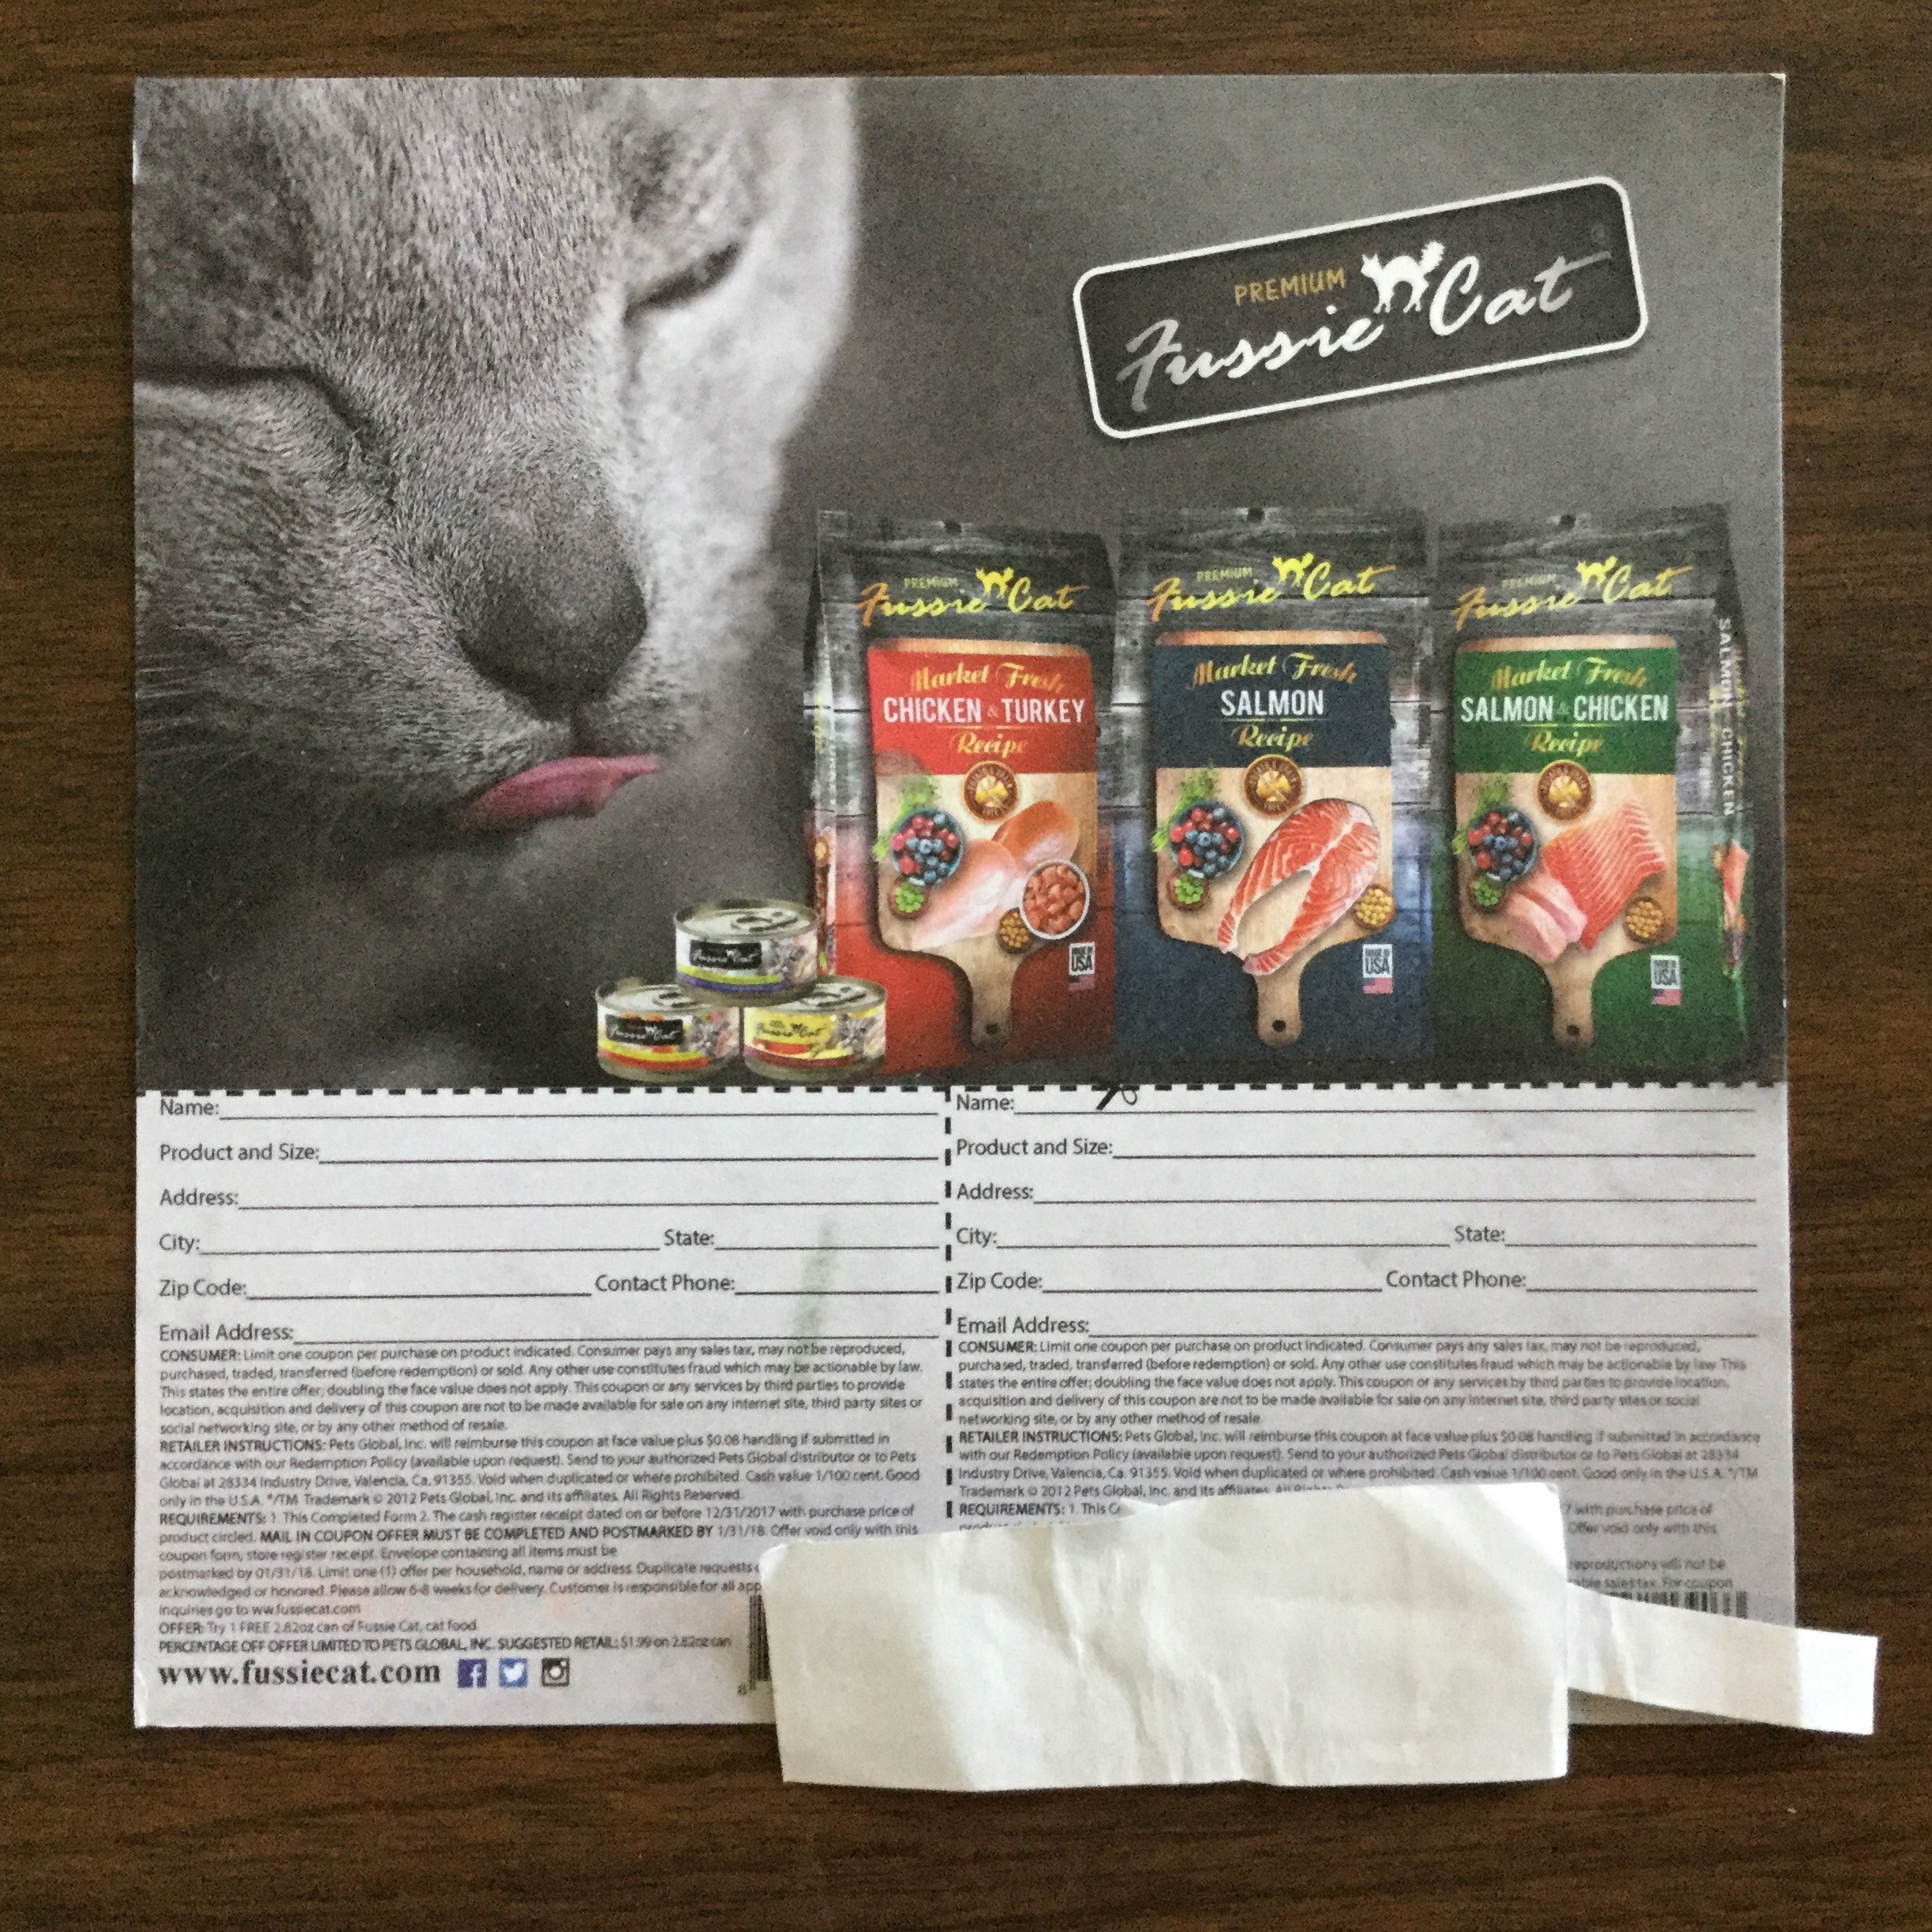 PREMIUM
Fussie Cat
PREMIUM
Fussie Cat
Market Fresh
CHICKEN & TURKEY
Recipe
MADE IN
USA
PREMIUM
Fussie Cat
Market Fresh
SALMON
Recipe
MADE IN
USA
PREMIUM
Fussie Cat
Market Fresh
SALMON & CHICKEN
Recipe
MADE IN
USA
SALMON CHICKEN
Fussie Cat
Fussie Cat
Fussie Cat
Name:
Product and Size:
Address:
City: State:
Zip Code: Contact Phone:
Email Address:
CONSUMER: Limit one coupon per purchase on product indicated. Consumer pays any sales tax, may not be reproduced,
purchased, traded, transferred (before redemption) or sold. Any other use constitutes fraud which may be actionable by law.
This states the entire offer; doubling the face value does not apply. This coupon or any services by third parties to provide
location, acquisition and delivery of this coupon are not to be made available for sale on any internet site, third party sites or
social networking site, or by any other method of resale.
RETAILER INSTRUCTIONS: Pets Global, Inc. will reimburse this coupon at face value plus $0.08 handling if submitted in
accordance with our Redemption Policy (available upon request). Send to your authorized Pets Global distributor or to Pets
Global at 28334 Industry Drive, Valencia, Ca. 91355. Void when duplicated or where prohibited. Cash value 1/100 cent. Good
only in the U.S.A. */TM Trademark © 2012 Pets Global, Inc. and its affiliates. All Rights Reserved.
REQUIREMENTS: 1. This Completed Form 2. The cash register receipt dated on or before 12/31/2017 with purchase price of
product circled. MAIL IN COUPON OFFER MUST BE COMPLETED AND POSTMARKED BY 1/31/18. Offer void only with this
coupon form, store register receipt. Envelope containing all items must be
postmarked by 01/31/18. Limit one (1) offer per household, name or address. Duplicate requests
acknowledged or honored. Please allow 6-8 weeks for delivery. Customer is responsible for all app
inquiries go to ww.fussiecat.com
OFFER: Try 1 FREE 2.82oz can of Fussie Cat, cat food.
PERCENTAGE OFF OFFER LIMITED TO PETS GLOBAL, INC. SUGGESTED RETAIL: $1.99 on 2.82oz can
www.fussiecat.com
8
Name:
Product and Size:
Address:
City: State:
Zip Code: Contact Phone:
Email Address:
CONSUMER: Limit one coupon per purchase on product indicated. Consumer pays any sales tax, may not be reproduced,
purchased, traded, transferred (before redemption) or sold. Any other use constitutes fraud which may be actionable by law. This
states the entire offer; doubling the face value does not apply. This coupon or any services by third parties to provide location,
acquisition and delivery of this coupon are not to be made available for sale on any internet site, third party sites or social
networking site, or by any other method of resale.
RETAILER INSTRUCTIONS: Pets Global, Inc. will reimburse this coupon at face value plus $0.08 handling if submitted in accordance
with our Redemption Policy (available upon request). Send to your authorized Pets Global distributor or to Pets Global at 28334
Industry Drive, Valencia, Ca. 91355. Void when duplicated or where prohibited. Cash value 1/100 cent. Good only in the U.S.A. */TM
Trademark © 2012 Pets Global, Inc. and its affiliates. All Rights
REQUIREMENTS: 1. This
with purchase price of
Offer void only with this
reproductions will not be
sales tax. For coupon